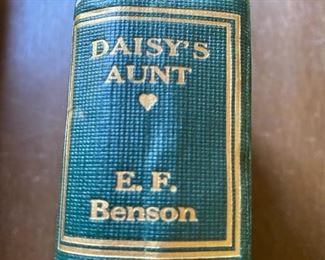 DAISY'S
AUNT
E. F.
Benson